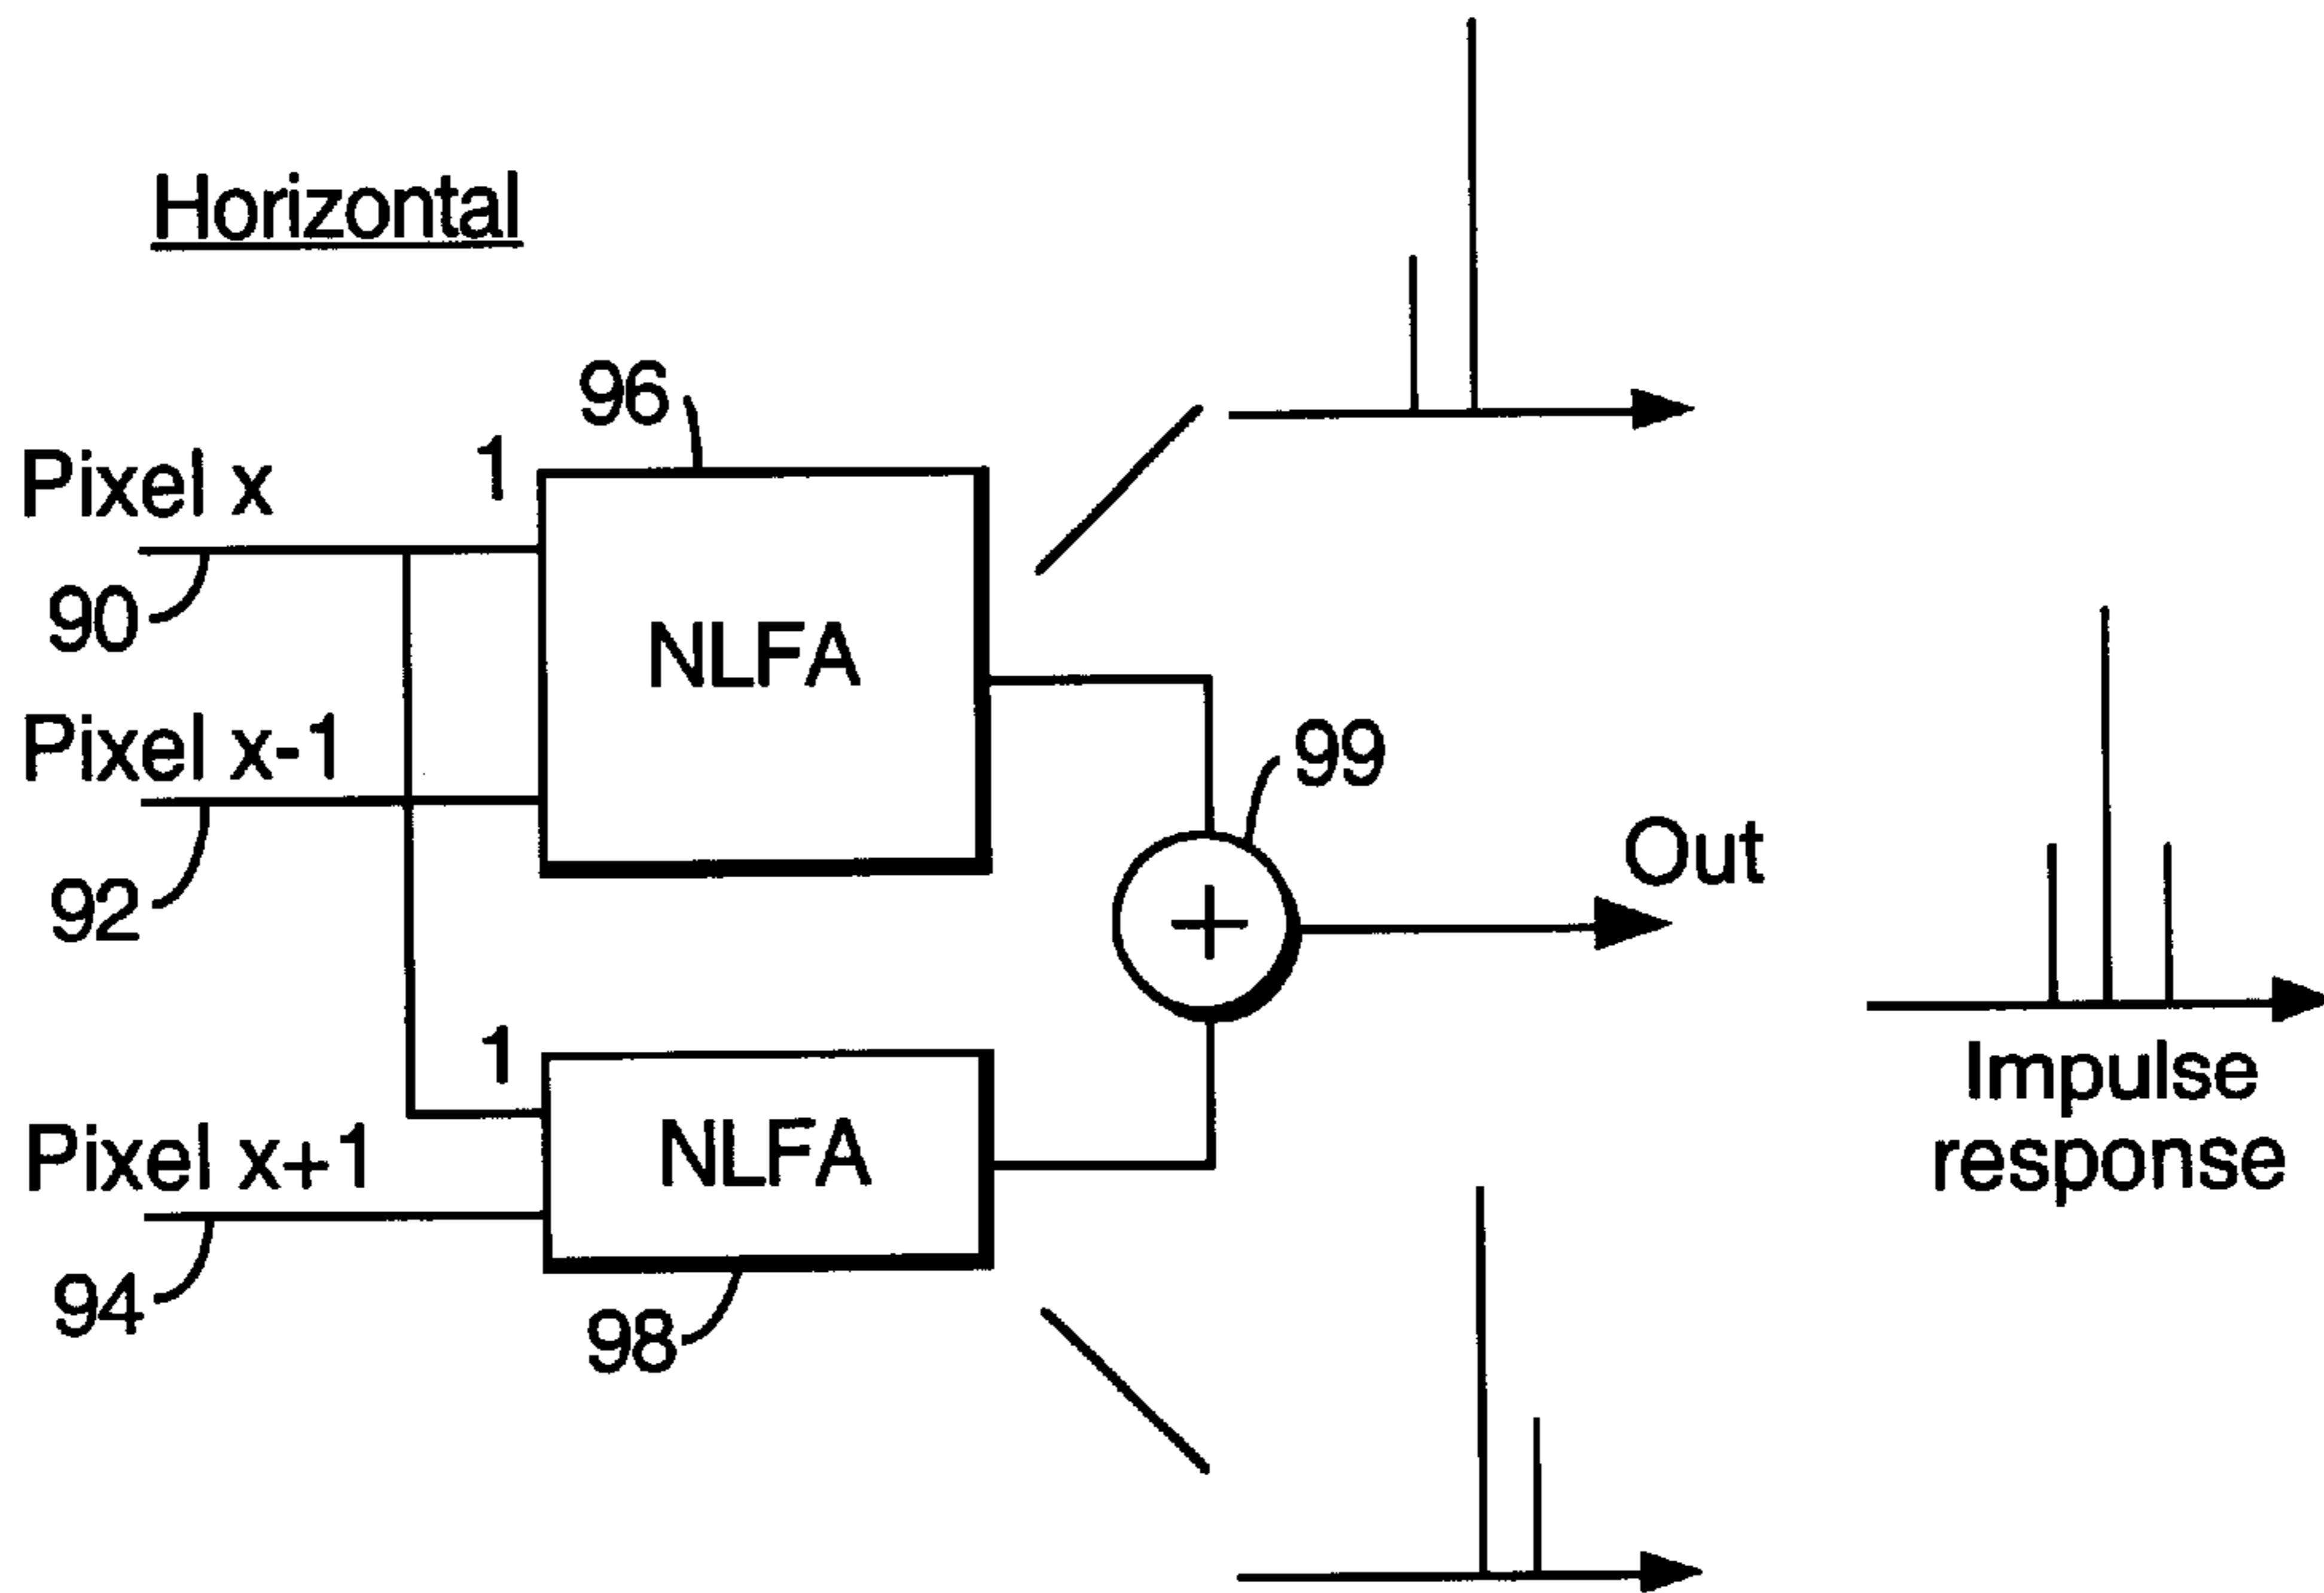 Horizontal
96
Pixel x
1
90
NLFA
Pixel x-1
99
92
Out
+
1
Impulse
response
Pixel x+1
NLFA
94
98